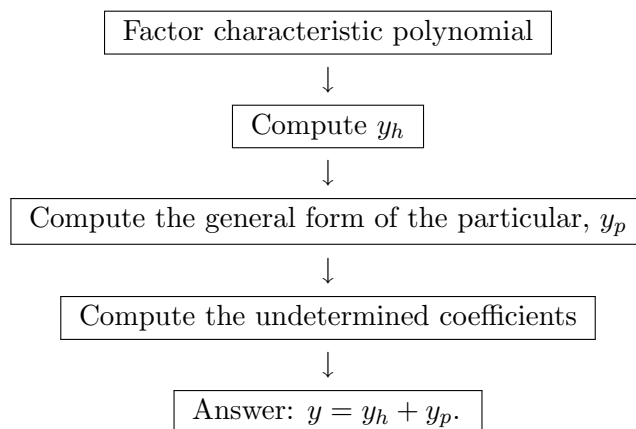 Factor characteristic polynomial
↓
Compute $y_h$
↓
Compute the general form of the particular, $y_p$
↓
Compute the undetermined coefficients
↓
Answer: $y = y_h + y_p$.